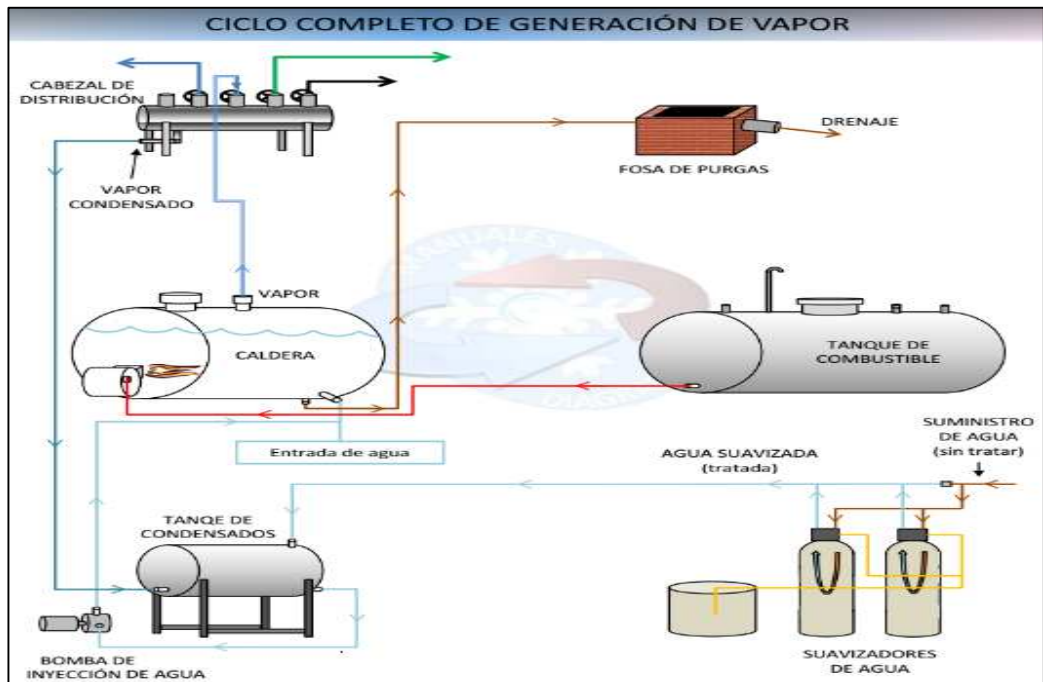 CICLO COMPLETO DE GENERACIÓN DE VAPOR
CABEZAL DE
DISTRIBUCIÓN
VAPOR
CONDENSADO
DRENAJE
FOSA DE PURGAS
VAPOR
CALDERA
TANQUE DE
COMBUSTIBLE
Entrada de agua
AGUA SUAVIZADA
(tratada)
SUMINISTRO
DE AGUA
(sin tratar)
TANQE DE
CONDENSADOS
BOMBA DE
INYECCIÓN DE AGUA
SUAVIZADORES
DE AGUA